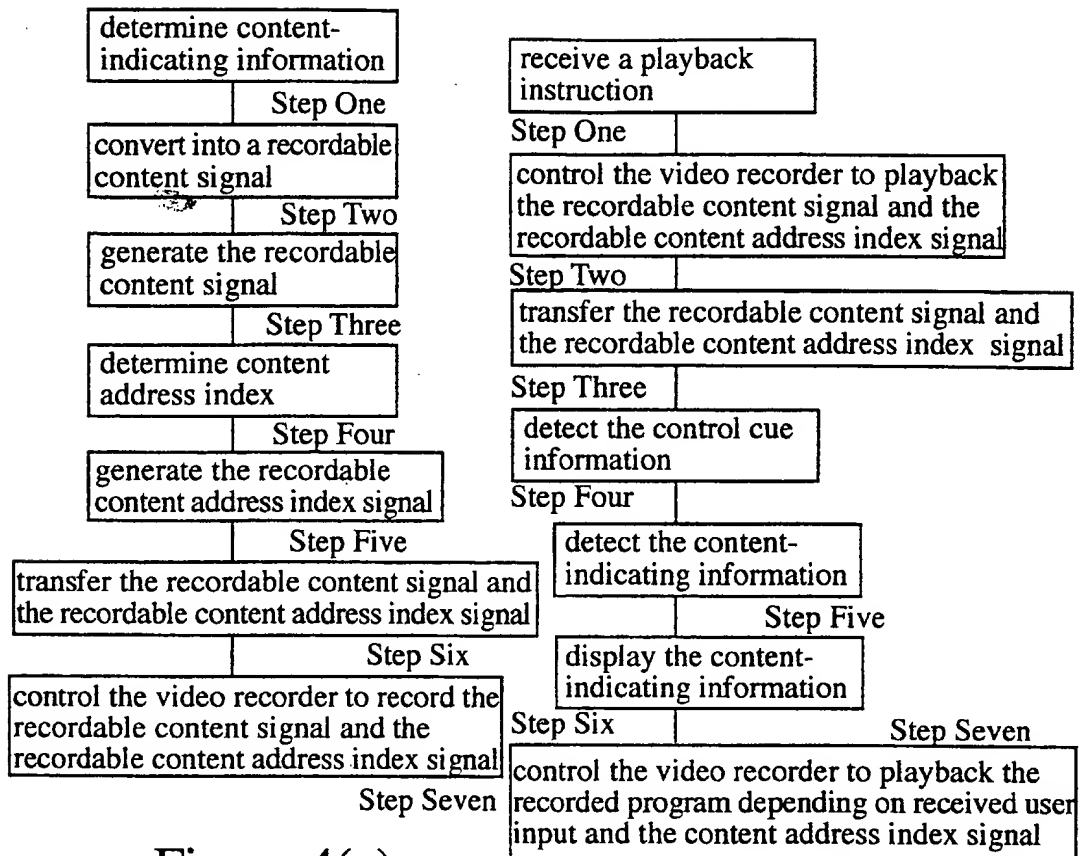 determine content-
indicating information
Step One
convert into a recordable
content signal
Step Two
generate the recordable
content signal
Step Three
determine content
address index
Step Four
generate the recordable
content address index signal
Step Five
transfer the recordable content signal and
the recordable content address index signal
Step Six
control the video recorder to record the
recordable content signal and the
recordable content address index signal
Step Seven
receive a playback
instruction
Step One
control the video recorder to playback
the recordable content signal and the
recordable content address index signal
Step Two
transfer the recordable content signal and
the recordable content address index signal
Step Three
detect the control cue
information
Step Four
detect the content-
indicating information
Step Five
display the content-
indicating information
Step Six
Step Seven
control the video recorder to playback the
recorded program depending on received user
input and the content address index signal